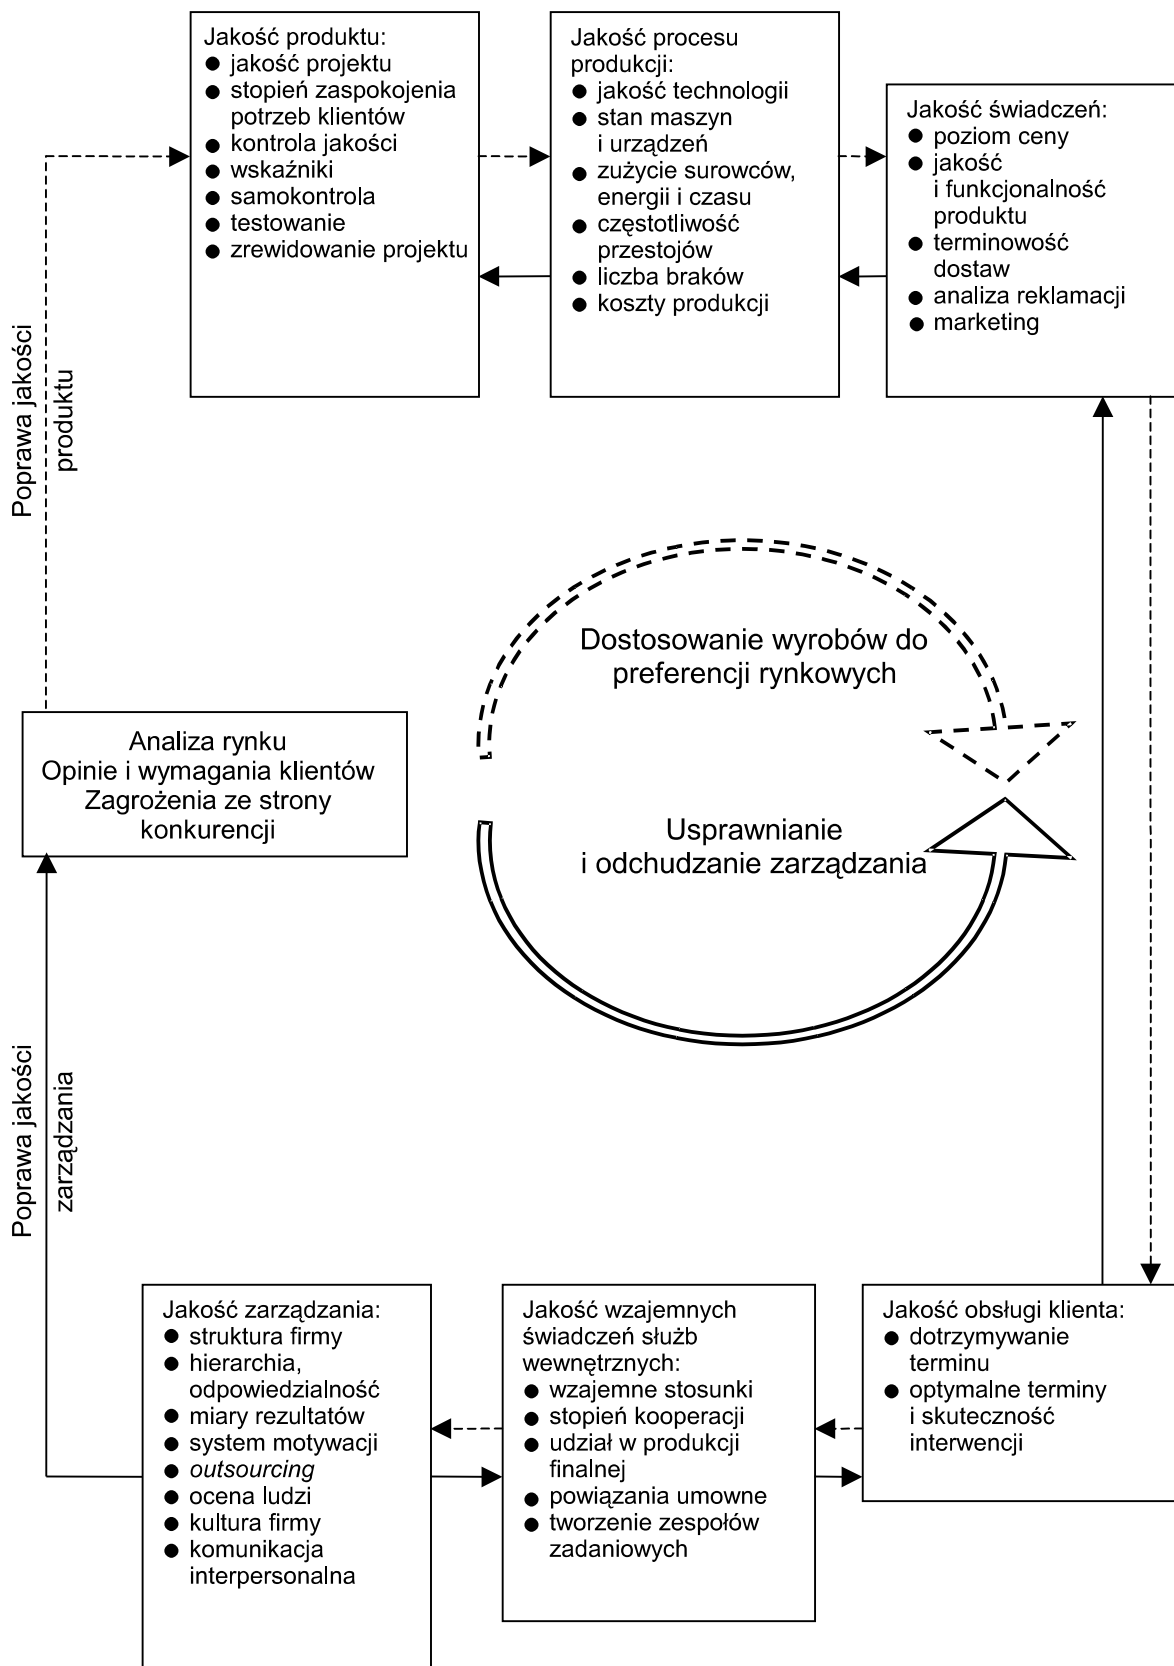 Jakość produktu:
● jakość projektu
● stopień zaspokojenia
potrzeb klientów
● kontrola jakości
● wskaźniki
● samokontrola
● testowanie
● zrewidowanie projektu
Jakość procesu
produkcji:
● jakość technologii
● stan maszyn
i urządzeń
● zużycie surowców,
energii i czasu
● częstotliwość
przestojów
● liczba braków
● koszty produkcji
Jakość świadczeń:
● poziom ceny
● jakość
i funkcjonalność
produktu
● terminowość
dostaw
● analiza reklamacji
● marketing
Poprawa jakości
produktu
Dostosowanie wyrobów do
preferencji rynkowych
Analiza rynku
Opinie i wymagania klientów
Zagrożenia ze strony
konkurencji
Usprawnianie
i odchudzanie zarządzania
Poprawa jakości
zarządzania
Jakość zarządzania:
● struktura firmy
● hierarchia,
odpowiedzialność
● miary rezultatów
● system motywacji
● outsourcing
● ocena ludzi
● kultura firmy
● komunikacja
interpersonalna
Jakość wzajemnych
świadczeń służb
wewnętrznych:
● wzajemne stosunki
● stopień kooperacji
● udział w produkcji
finalnej
● powiązania umowne
● tworzenie zespołów
zadaniowych
Jakość obsługi klienta:
● dotrzymywanie
terminu
● optymalne terminy
i skuteczność
interwencji